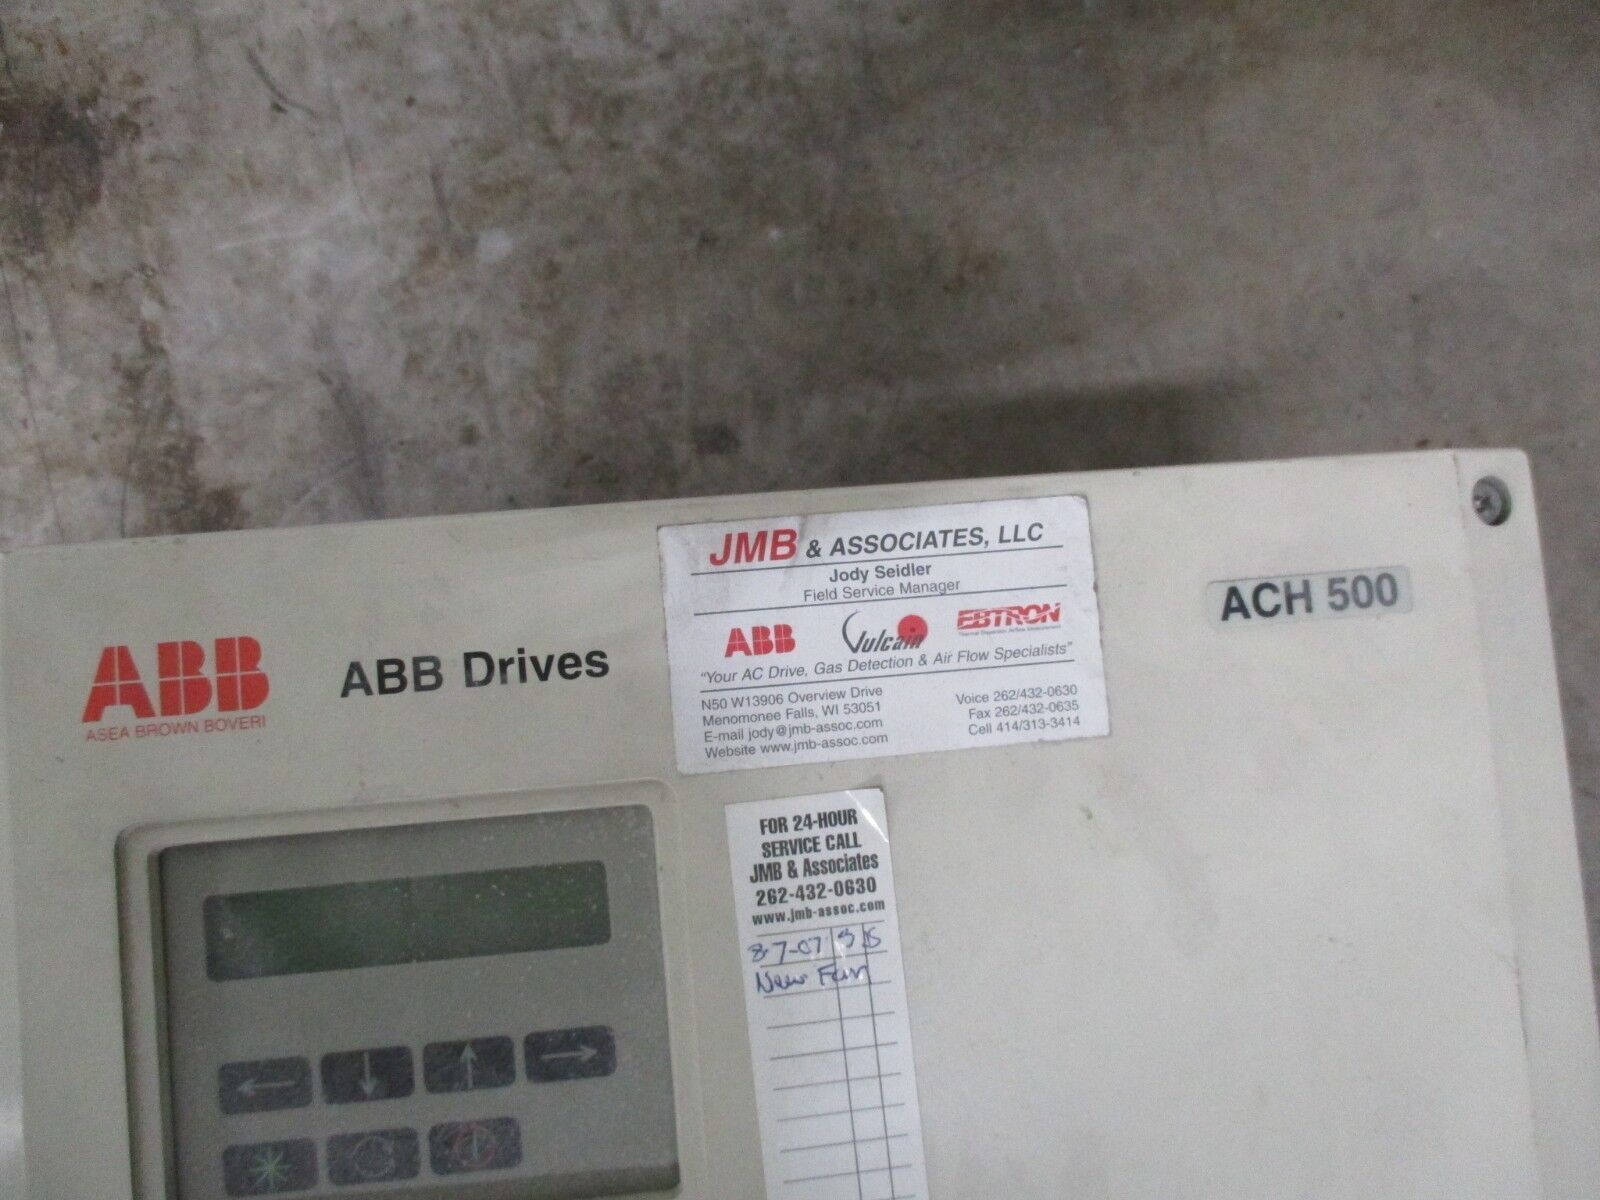 ABB
ASEA BROWN BOVERI
ABB Drives
JMB & ASSOCIATES, LLC
Jody Seidler
Field Service Manager
ABB Vulcain EBTRON
Thermal Dispersion Airflow Measurement
"Your AC Drive, Gas Detection & Air Flow Specialists"
N50 W13906 Overview Drive
Menomonee Falls, WI 53051
E-mail jody@jmb-assoc.com
Website www.jmb-assoc.com
Voice 262/432-0630
Fax 262/432-0635
Cell 414/313-3414
ACH 500
FOR 24-HOUR
SERVICE CALL
JMB & Associates
262-432-0630
www.jmb-assoc.com
8-7-07
New Fan